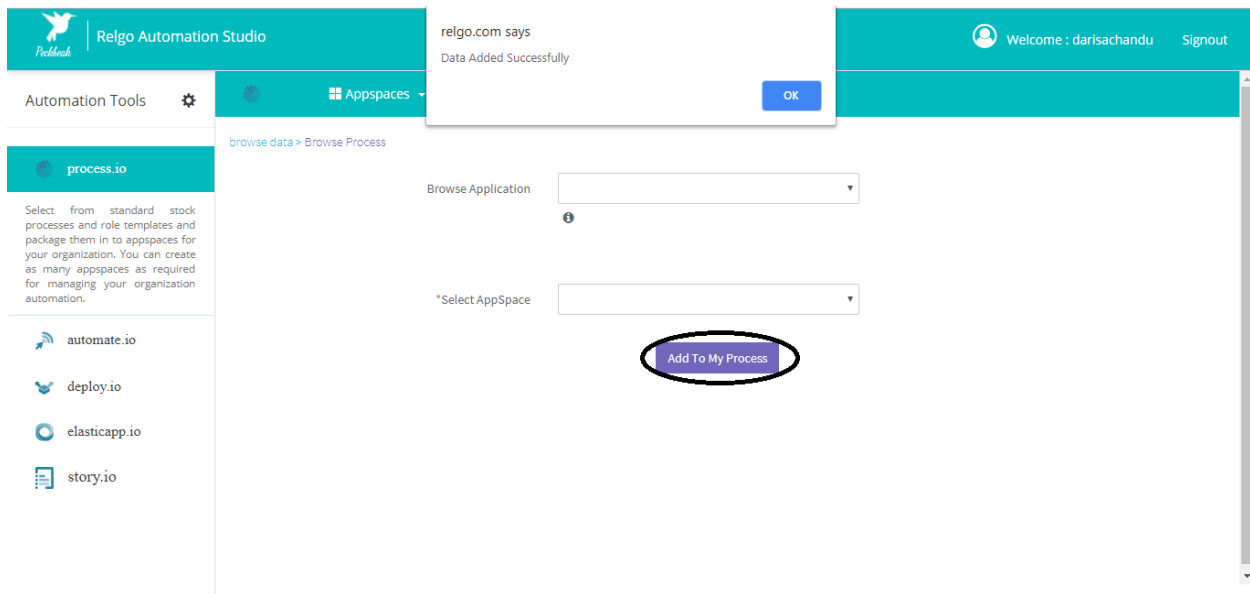 Peckbeak
Relgo Automation Studio
relgo.com says
Data Added Successfully
OK
Welcome : darisachandu
Signout
Automation Tools
Appspaces
process.io
Select from standard stock
processes and role templates and
package them in to appspaces for
your organization. You can create
as many appspaces as required
for managing your organization
automation.
automate.io
deploy.io
elasticapp.io
story.io
browse data > Browse Process
Browse Application
*Select AppSpace
Add To My Process